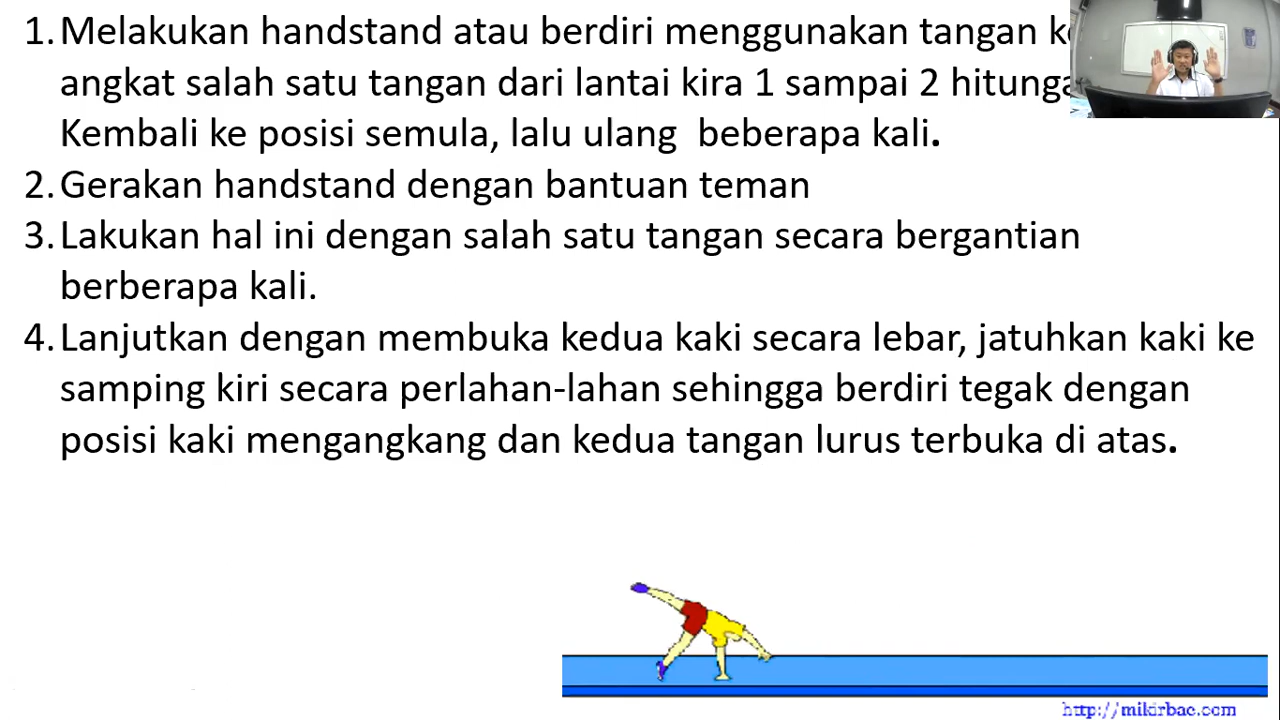 1. Melakukan handstand atau berdiri menggunakan tangan
angkat salah satu tangan dari lantai kira 1 sampai 2
Kembali ke posisi semula, lalu ulang beberapa kali.
2. Gerakan handstand dengan bantuan teman
3. Lakukan hal ini dengan salah satu tangan secara bergantian
berberapa kali.
4. Lanjutkan dengan membuka kedua kaki secara lebar, jatuhkan kaki ke
samping kiri secara perlahan-lahan sehingga berdiri tegak dengan
posisi kaki mengangkang dan kedua tangan lurus terbuka di atas.
http://mikirbae.com